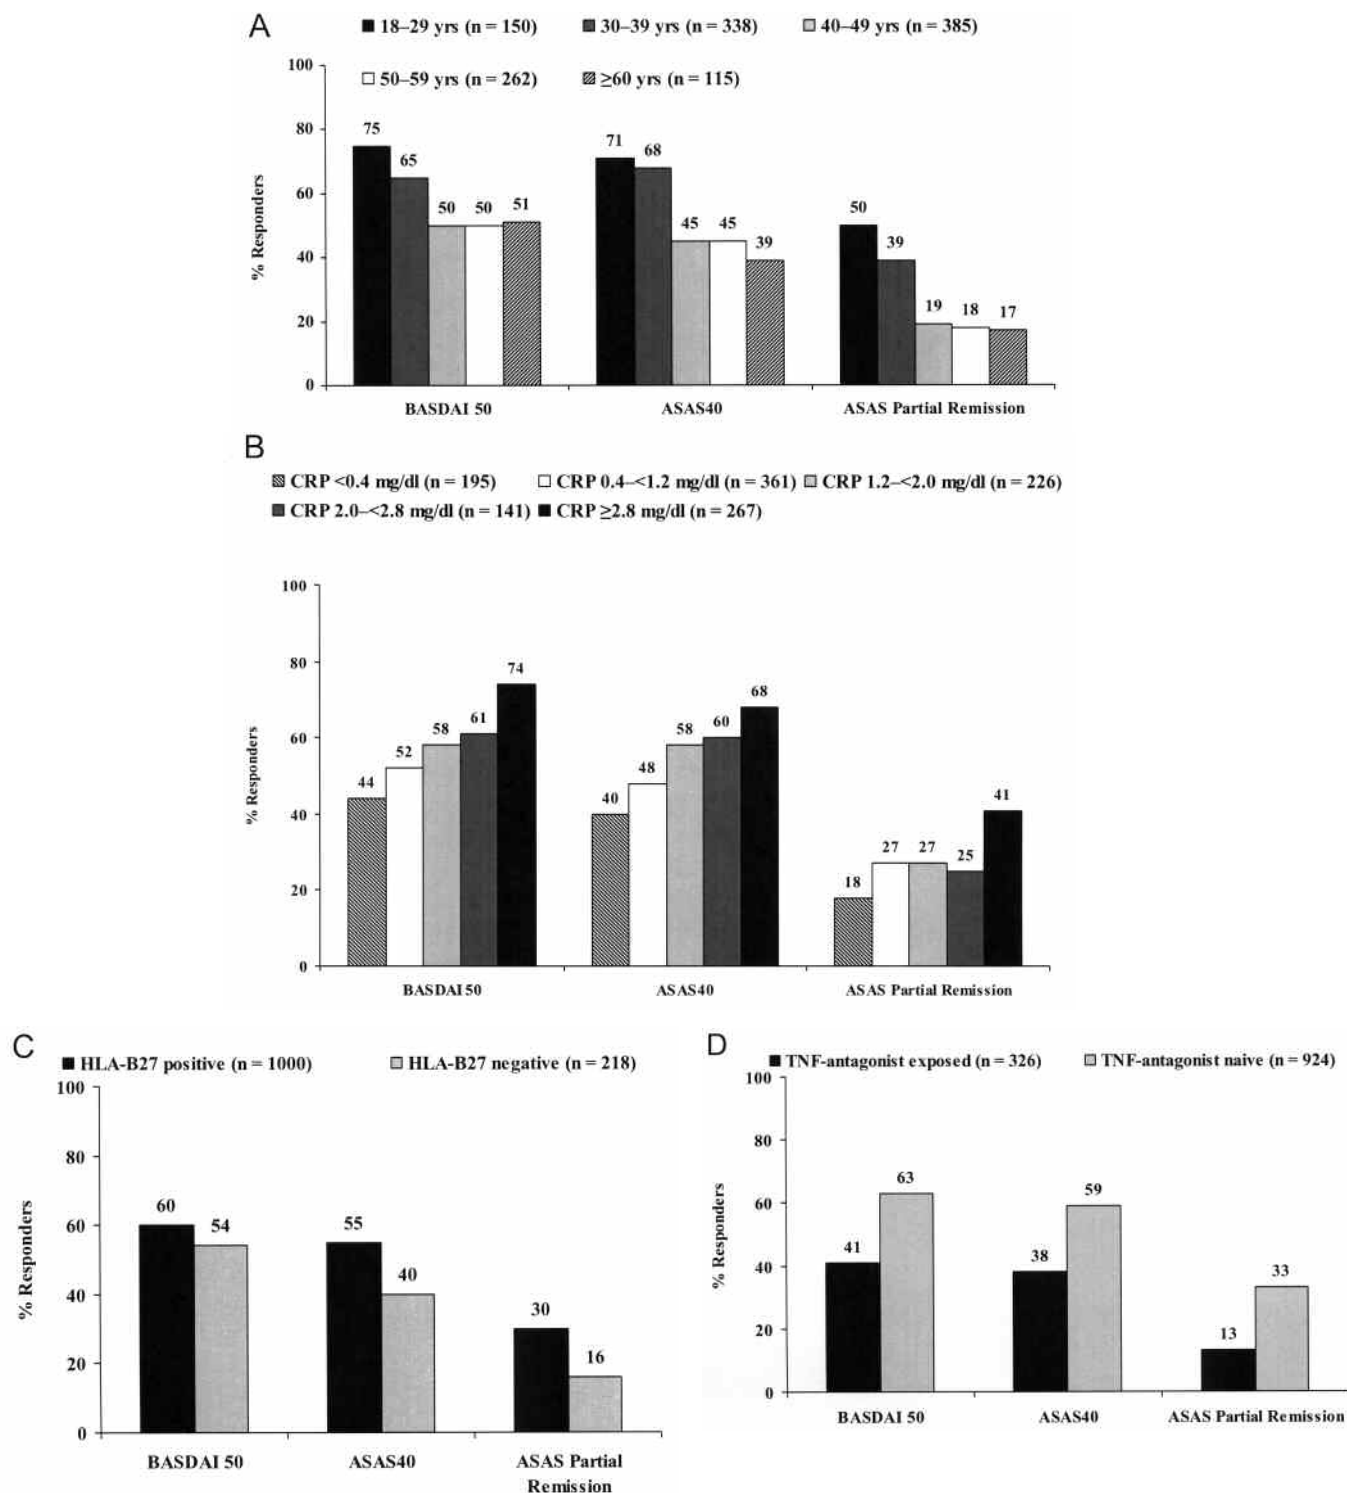 A
18–29 yrs (n = 150) 30–39 yrs (n = 338) 40–49 yrs (n = 385)
50–59 yrs (n = 262) ≥60 yrs (n = 115)
% Responders
100
80
60
40
20
0
75 65 50 50 51
71 68 45 45 39
50 39 19 18 17
BASDAI 50 ASAS40 ASAS Partial Remission
B
CRP <0.4 mg/dl (n = 195) CRP 0.4–<1.2 mg/dl (n = 361) CRP 1.2–<2.0 mg/dl (n = 226)
CRP 2.0–<2.8 mg/dl (n = 141) CRP ≥2.8 mg/dl (n = 267)
% Responders
100
80
60
40
20
0
44 52 58 61 74
40 48 58 60 68
18 27 27 25 41
BASDAI 50 ASAS40 ASAS Partial Remission
C
HLA-B27 positive (n = 1000) HLA-B27 negative (n = 218)
% Responders
100
80
60
40
20
0
60 54
55 40
30 16
BASDAI 50 ASAS40 ASAS Partial
Remission
D
TNF-antagonist exposed (n = 326) TNF-antagonist naive (n = 924)
% Responders
100
80
60
40
20
0
41 63
38 59
13 33
BASDAI 50 ASAS40 ASAS Partial Remission